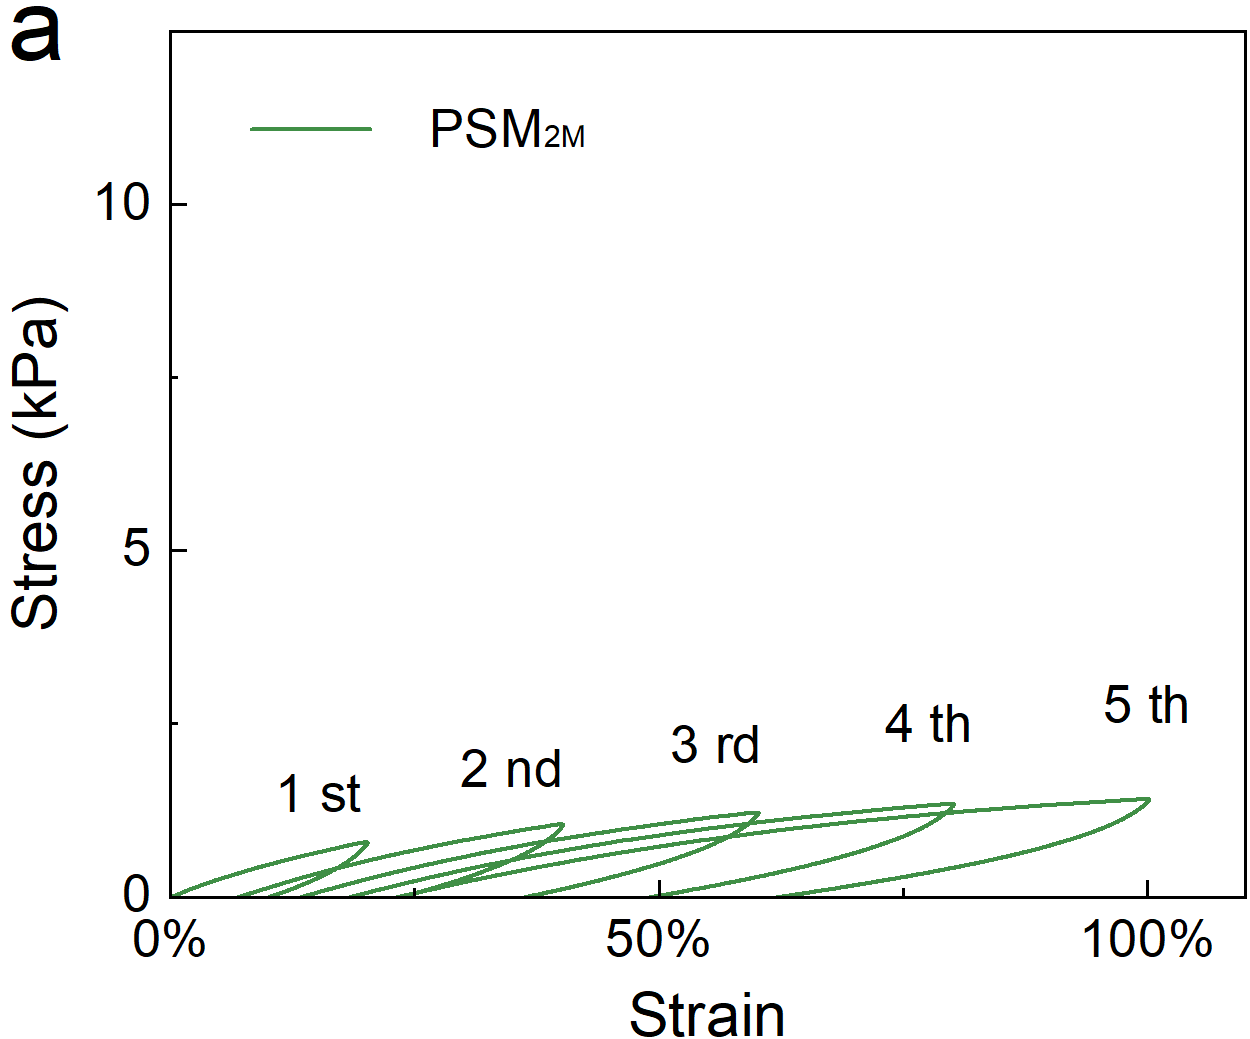 a
PSM2M
10
5
0
Stress (kPa)
1 st
2 nd
3 rd
4 th
5 th
0%
50%
100%
Strain